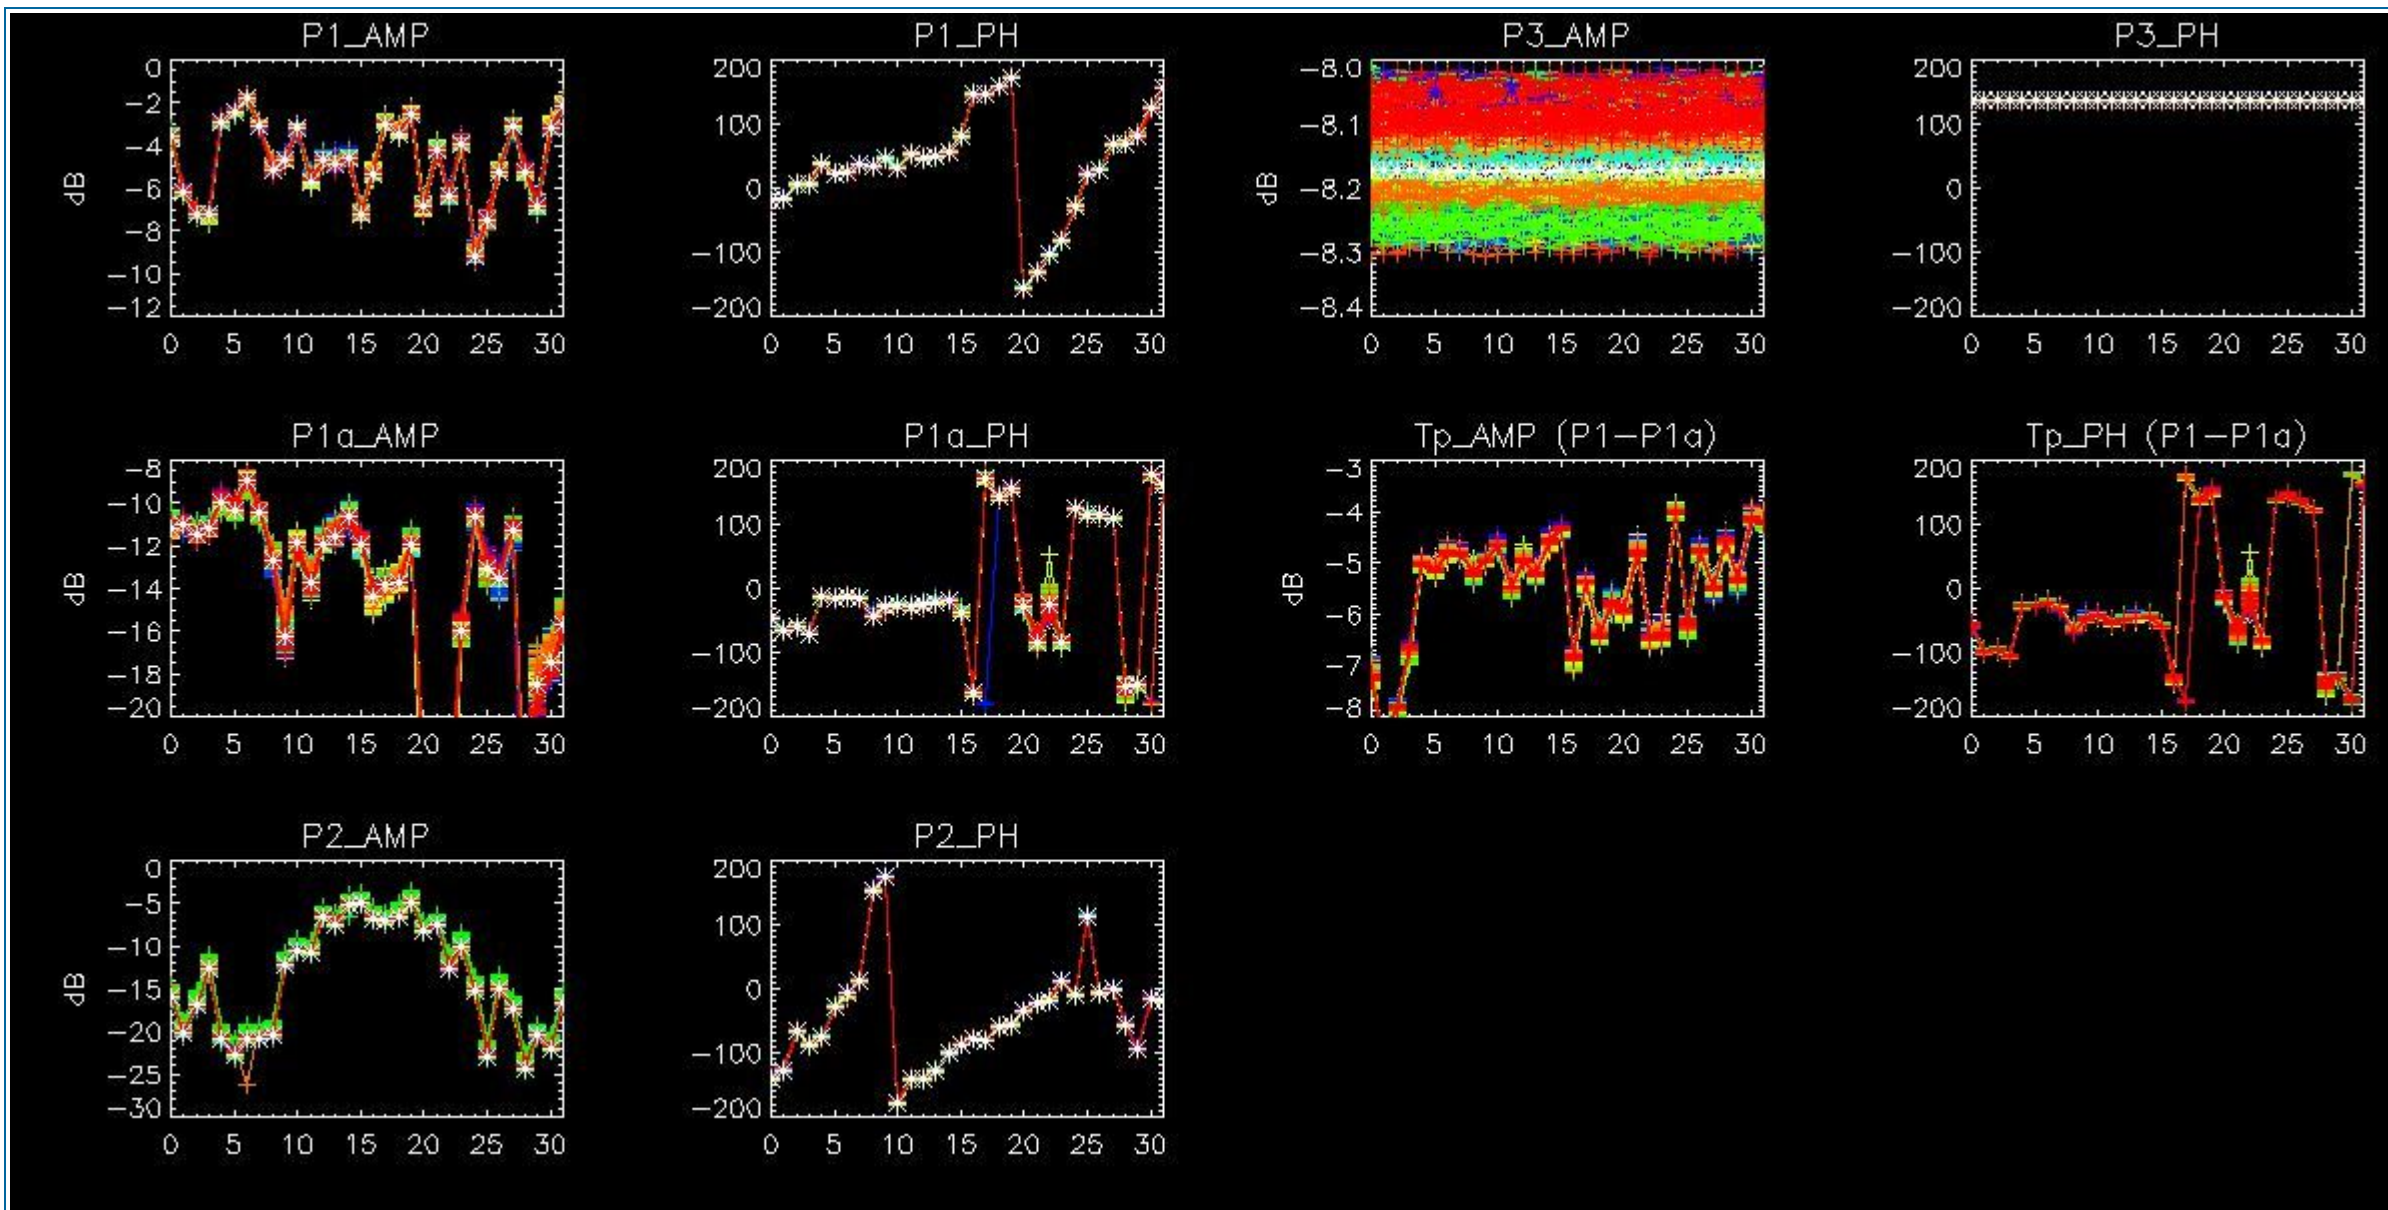 P1_AMP
dB
0
−2
−4
−6
−8
−10
−12
0 5 10 15 20 25 30
P1_PH
200
100
0
−100
−200
0 5 10 15 20 25 30
P3_AMP
dB
−8.0
−8.1
−8.2
−8.3
−8.4
0 5 10 15 20 25 30
P3_PH
200
100
0
−100
−200
0 5 10 15 20 25 30
P1a_AMP
dB
−8
−10
−12
−14
−16
−18
−20
0 5 10 15 20 25 30
P1a_PH
200
100
0
−100
−200
0 5 10 15 20 25 30
Tp_AMP (P1−P1a)
dB
−3
−4
−5
−6
−7
−8
0 5 10 15 20 25 30
Tp_PH (P1−P1a)
200
100
0
−100
−200
0 5 10 15 20 25 30
P2_AMP
dB
0
−5
−10
−15
−20
−25
−30
0 5 10 15 20 25 30
P2_PH
200
100
0
−100
−200
0 5 10 15 20 25 30